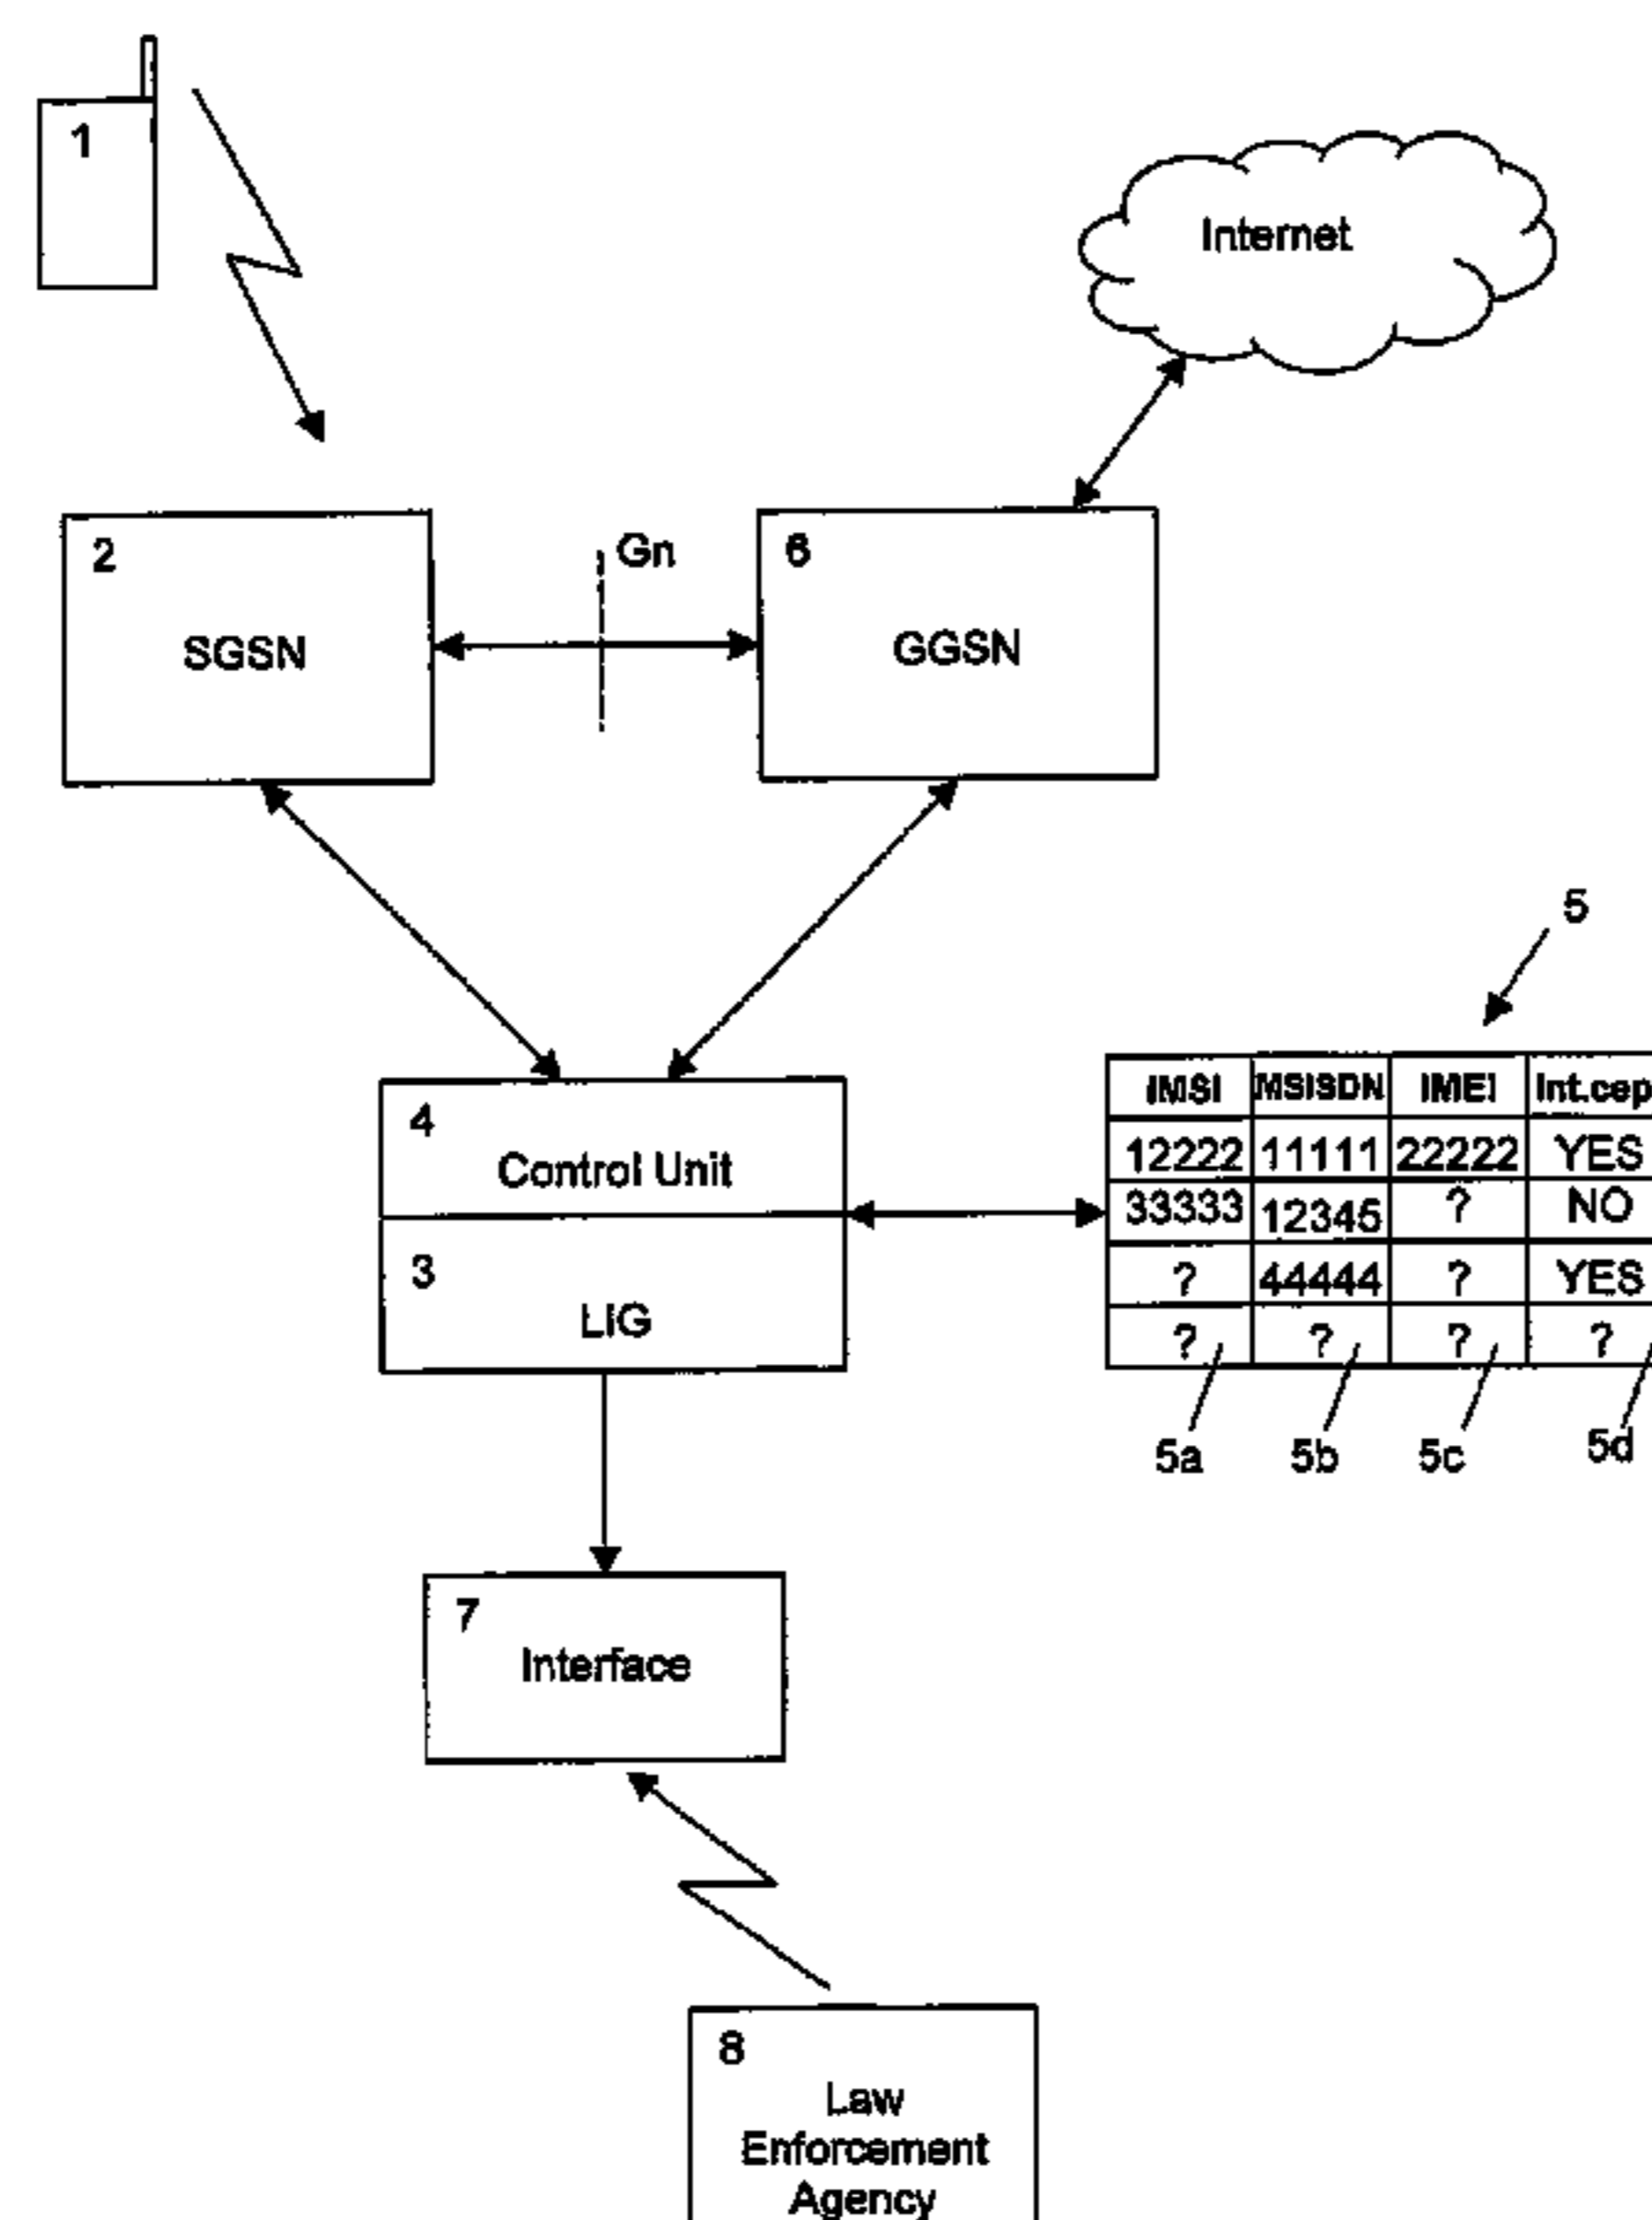 1
Internet
2
SGSN
Gn
6
GGSN
5
4
Control Unit
3
LIG
IMSI MSISDN IMEI Int.cep
12222 11111 22222 YES
33333 12345 ? NO
? 44444 ? YES
? ? ? ?
5a 5b 5c 5d
7
Interface
8
Law
Enforcement
Agency